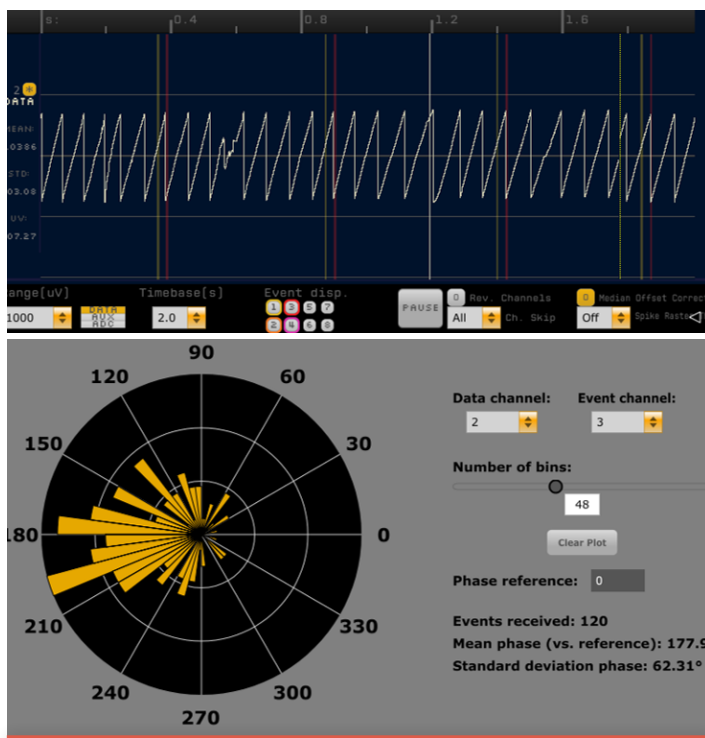 s: 0.4 0.8 1.2 1.6
2
DATA
MEAN:
.0386
STD:
03.08
UV:
07.27
ange[uV] Timebase[s] Event disp.
1000 DATA AUX ADC 2.0 1 3 5 7 PAUSE 0 Rev. Channels 0 Median Offset Correct
2 4 6 8 All Ch. Skip Off Spike Raste
90
120 60
150 30
180 0
210 330
240 300
270
Data channel: Event channel:
2 3
Number of bins:
48
Clear Plot
Phase reference: 0
Events received: 120
Mean phase (vs. reference): 177.9
Standard deviation phase: 62.31°